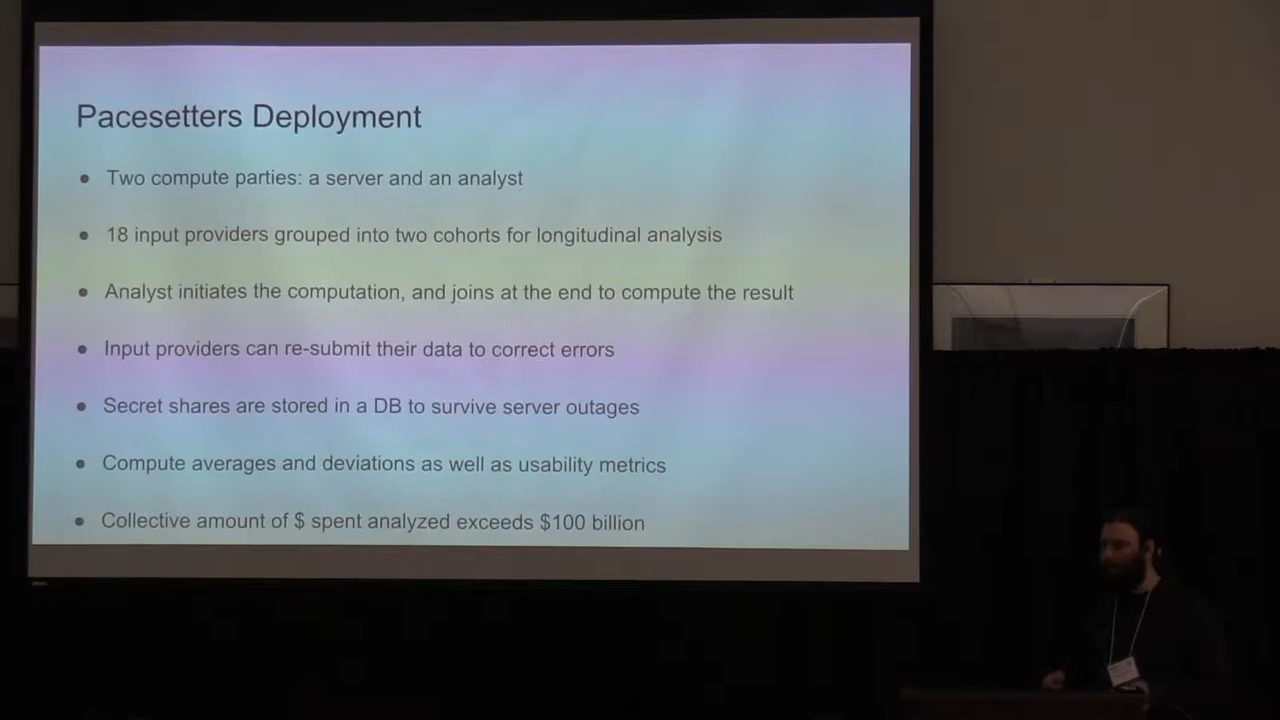 Pacesetters Deployment
● Two compute parties: a server and an analyst
● 18 input providers grouped into two cohorts for longitudinal analysis
● Analyst initiates the computation, and joins at the end to compute the result
● Input providers can re-submit their data to correct errors
● Secret shares are stored in a DB to survive server outages
● Compute averages and deviations as well as usability metrics
● Collective amount of $ spent analyzed exceeds $100 billion